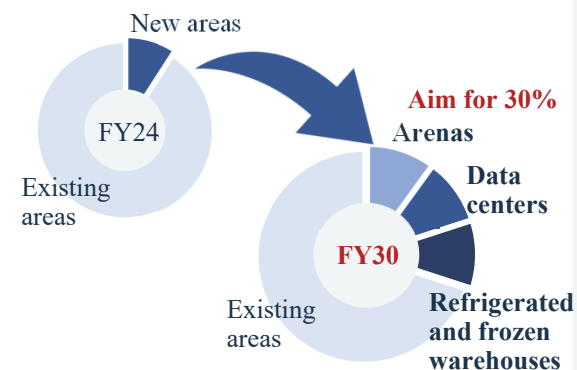 New areas
FY24
Existing
areas
Aim for 30%
Arenas
Data
centers
FY30
Existing
areas
Refrigerated
and frozen
warehouses